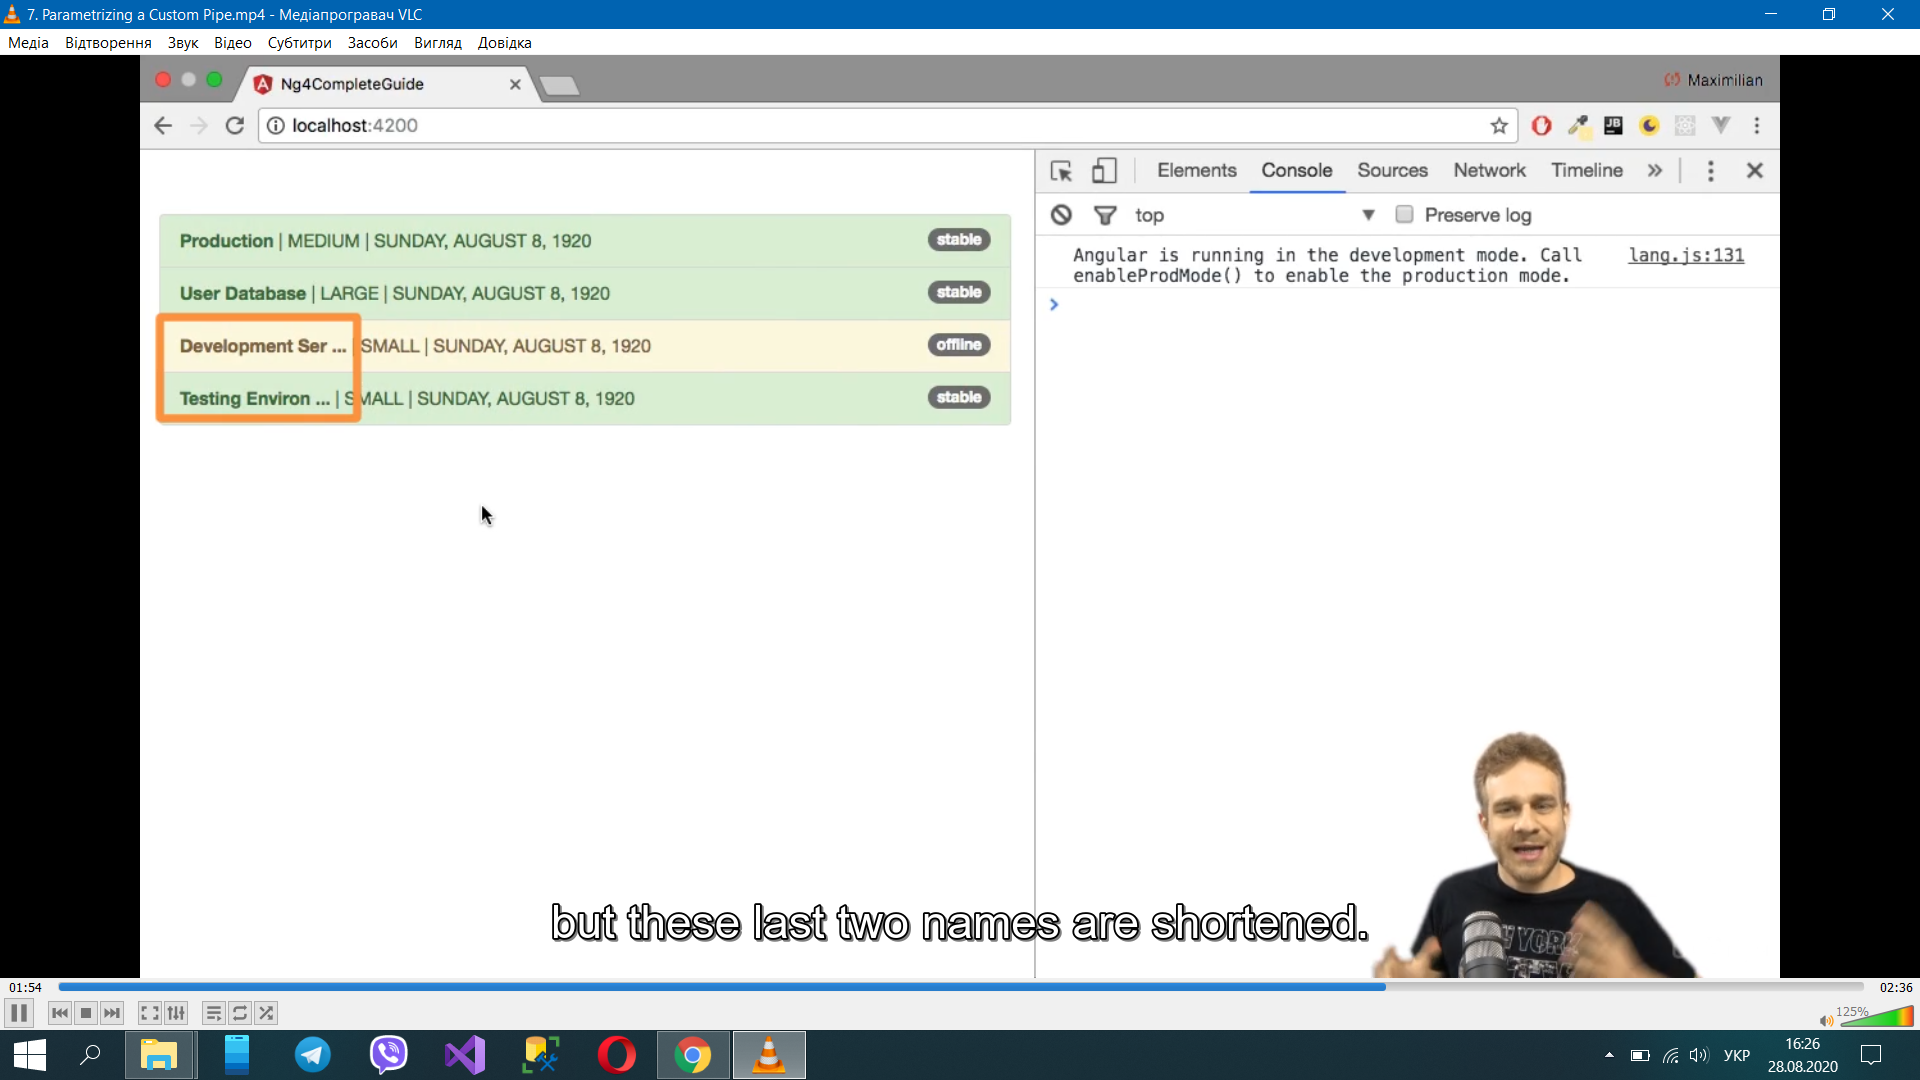 7. Parametrizing a Custom Pipe.mp4 - Медіапрогравач VLC
Медіа Відтворення Звук Відео Субтитри Засоби Вигляд Довідка
Ng4CompleteGuide
Maximilian
localhost:4200
JB
Elements Console Sources Network Timeline
top Preserve log
Angular is running in the development mode. Call lang.js:131
enableProdMode() to enable the production mode.
Production | MEDIUM | SUNDAY, AUGUST 8, 1920 stable
User Database | LARGE | SUNDAY, AUGUST 8, 1920 stable
Development Ser ... | SMALL | SUNDAY, AUGUST 8, 1920 offline
Testing Environ ... | SMALL | SUNDAY, AUGUST 8, 1920 stable
but these last two names are shortened.
01:54 02:36
125%
УКР
16:26
28.08.2020